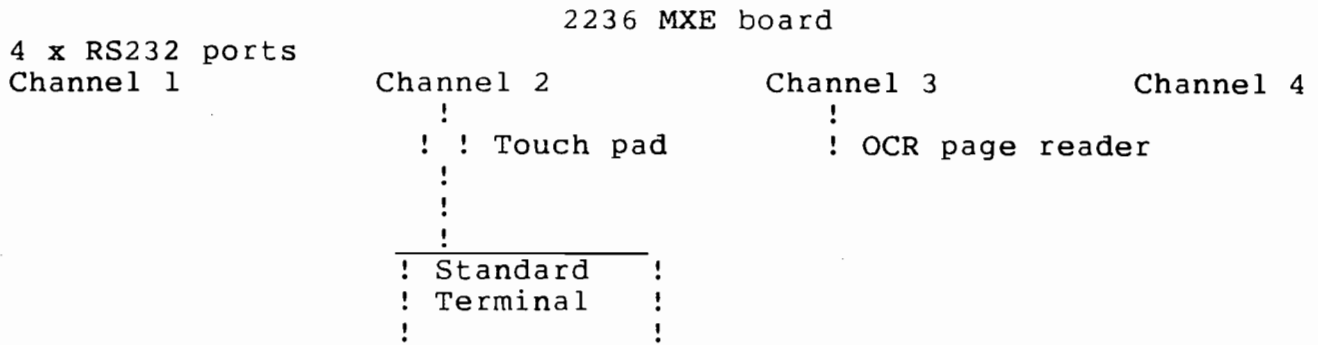 2236 MXE board
4 x RS232 ports
Channel 1 Channel 2 Channel 3 Channel 4
! !
! ! Touch pad ! OCR page reader
!
!
!
! Standard !
! Terminal !
! !